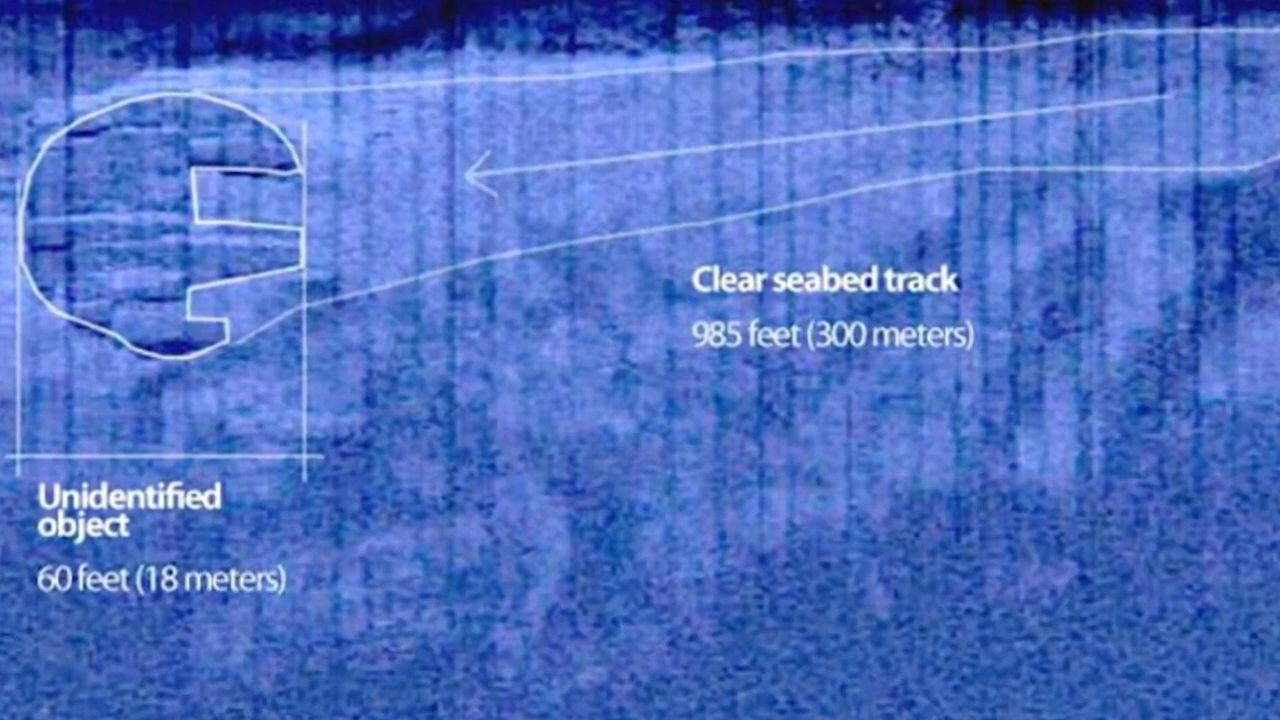 Clear seabed track
985 feet (300 meters)
Unidentified
object
60 feet (18 meters)